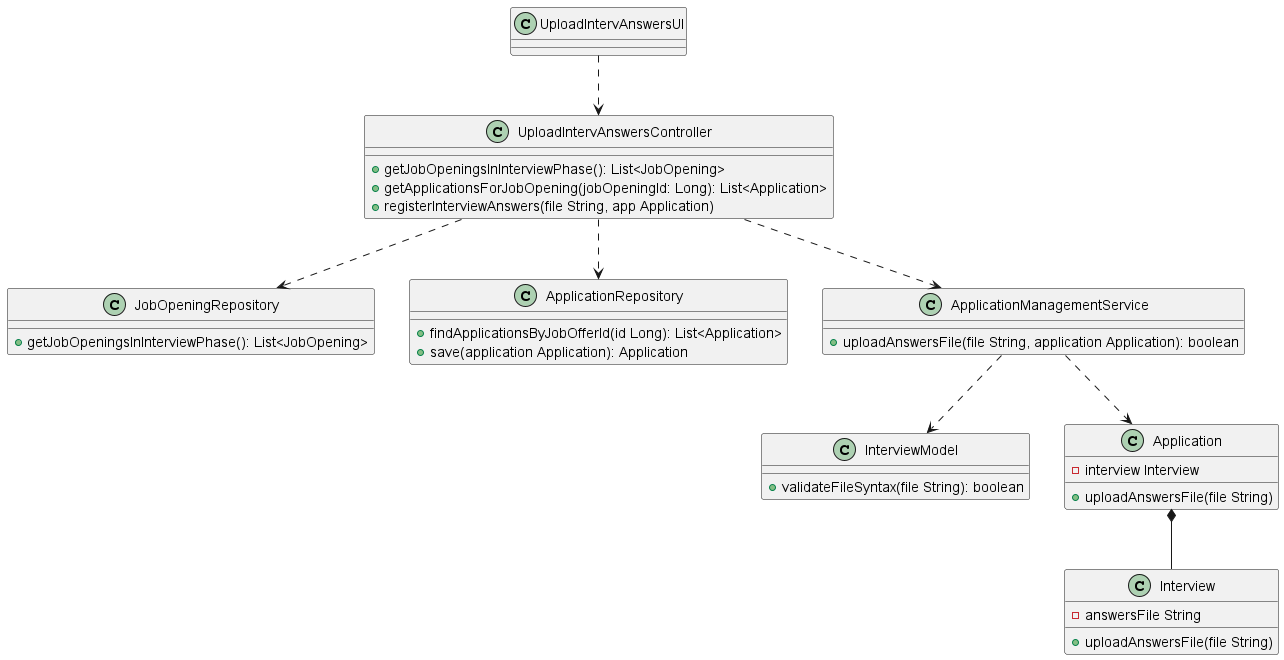 C UploadIntervAnswersUI
C UploadIntervAnswersController
getJobOpeningsInInterviewPhase(): List<JobOpening>
getApplicationsForJobOpening(jobOpeningId: Long): List<Application>
registerInterviewAnswers(file String, app Application)
C JobOpeningRepository
getJobOpeningsInInterviewPhase(): List<JobOpening>
C ApplicationRepository
findApplicationsByJobOfferId(id Long): List<Application>
save(application Application): Application
C ApplicationManagementService
uploadAnswersFile(file String, application Application): boolean
C InterviewModel
validateFileSyntax(file String): boolean
C Application
interview Interview
uploadAnswersFile(file String)
C Interview
answersFile String
uploadAnswersFile(file String)